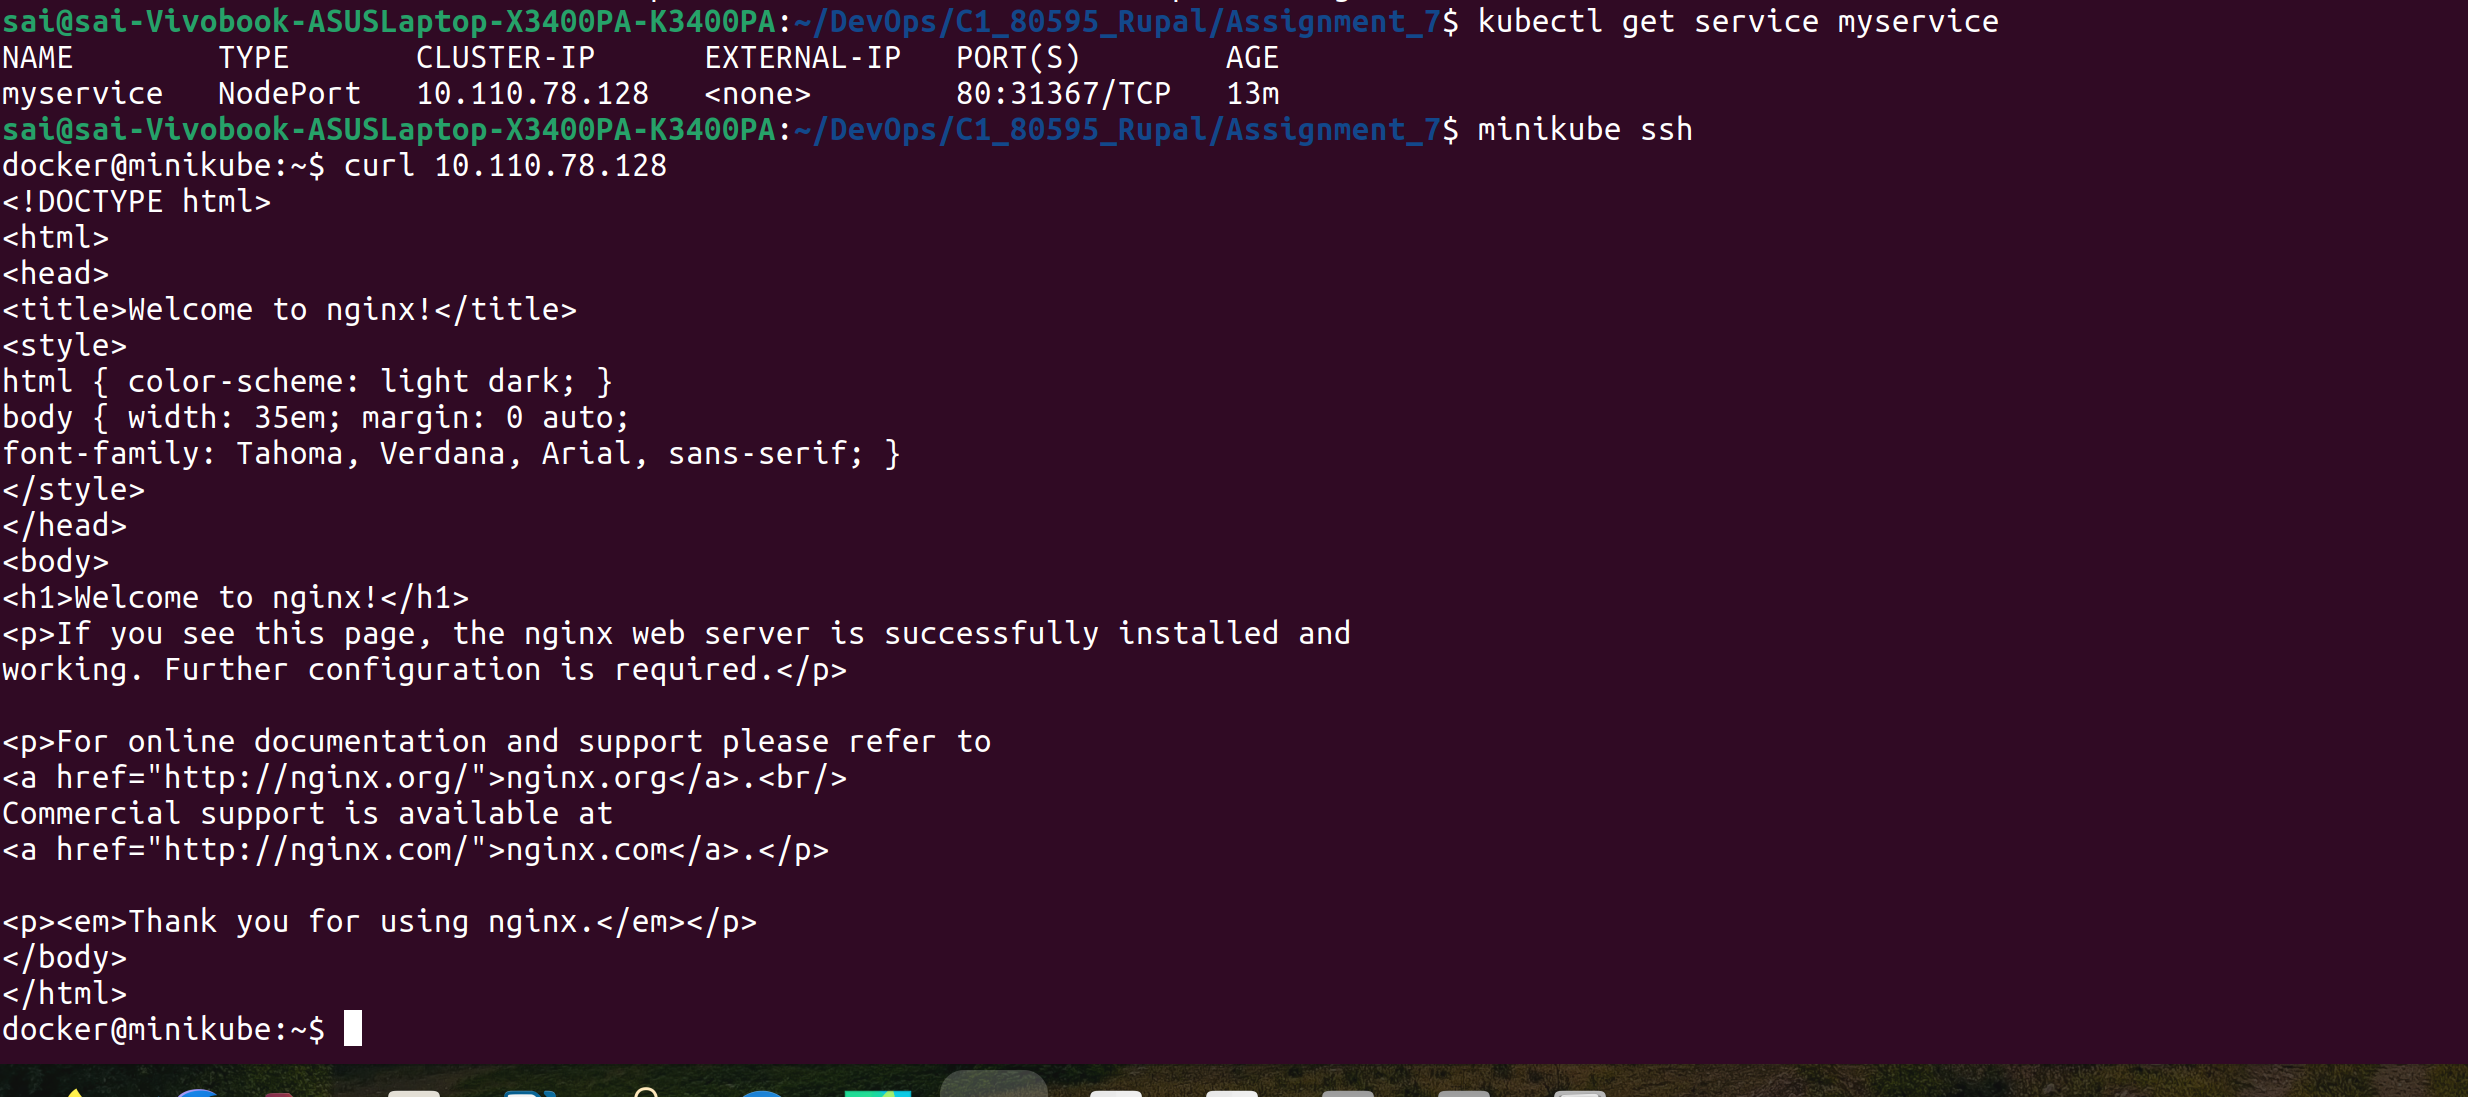 sai@sai-Vivobook-ASUSLaptop-X3400PA-K3400PA:~/DevOps/C1_80595_Rupal/Assignment_7$ kubectl get service myservice
NAME        TYPE       CLUSTER-IP      EXTERNAL-IP   PORT(S)        AGE
myservice   NodePort   10.110.78.128   <none>        80:31367/TCP   13m
sai@sai-Vivobook-ASUSLaptop-X3400PA-K3400PA:~/DevOps/C1_80595_Rupal/Assignment_7$ minikube ssh
docker@minikube:~$ curl 10.110.78.128
<!DOCTYPE html>
<html>
<head>
<title>Welcome to nginx!</title>
<style>
html { color-scheme: light dark; }
body { width: 35em; margin: 0 auto;
font-family: Tahoma, Verdana, Arial, sans-serif; }
</style>
</head>
<body>
<h1>Welcome to nginx!</h1>
<p>If you see this page, the nginx web server is successfully installed and
working. Further configuration is required.</p>

<p>For online documentation and support please refer to
<a href="http://nginx.org/">nginx.org</a>.<br/>
Commercial support is available at
<a href="http://nginx.com/">nginx.com</a>.</p>

<p><em>Thank you for using nginx.</em></p>
</body>
</html>
docker@minikube:~$